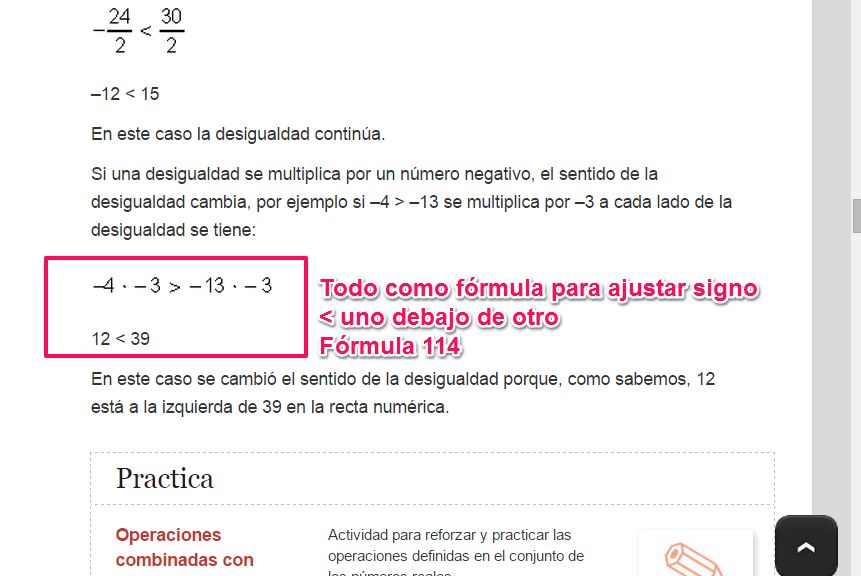 –24/2 < 30/2
–12 < 15
En este caso la desigualdad continúa.
Si una desigualdad se multiplica por un número negativo, el sentido de la
desigualdad cambia, por ejemplo si –4 > –13 se multiplica por –3 a cada lado de la
desigualdad se tiene:
–4 · –3 > –13 · –3
12 < 39
Todo como fórmula para ajustar signo
< uno debajo de otro
Fórmula 114
En este caso se cambió el sentido de la desigualdad porque, como sabemos, 12
está a la izquierda de 39 en la recta numérica.
Practica
Operaciones
combinadas con
Actividad para reforzar y practicar las
operaciones definidas en el conjunto de
los números reales